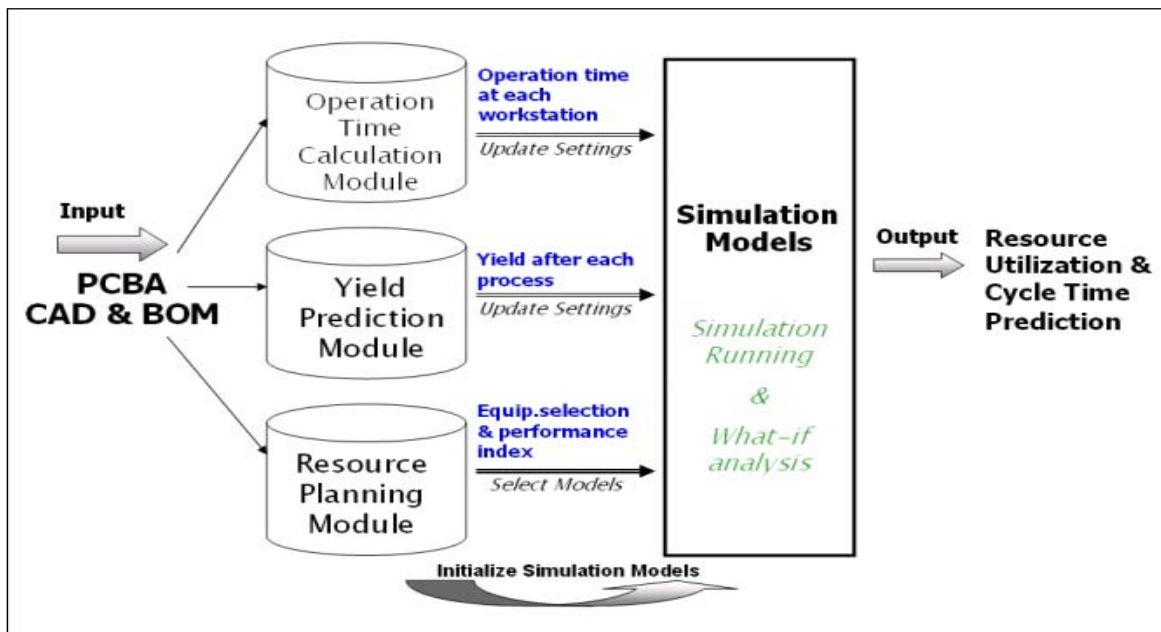 Input
PCBA
CAD & BOM
Operation
Time
Calculation
Module
Operation time
at each
workstation
Update Settings
Yield
Prediction
Module
Yield after each
process
Update Settings
Resource
Planning
Module
Equip.selection
& performance
index
Select Models
Simulation
Models
Simulation
Running
&
What-if
analysis
Output
Resource
Utilization &
Cycle Time
Prediction
Initialize Simulation Models